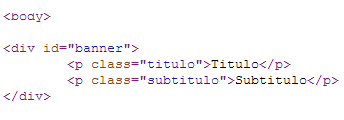 <body>
<div id="banner">
<p class="titulo">Titulo</p>
<p class="subtitulo">Subtitulo</p>
</div>